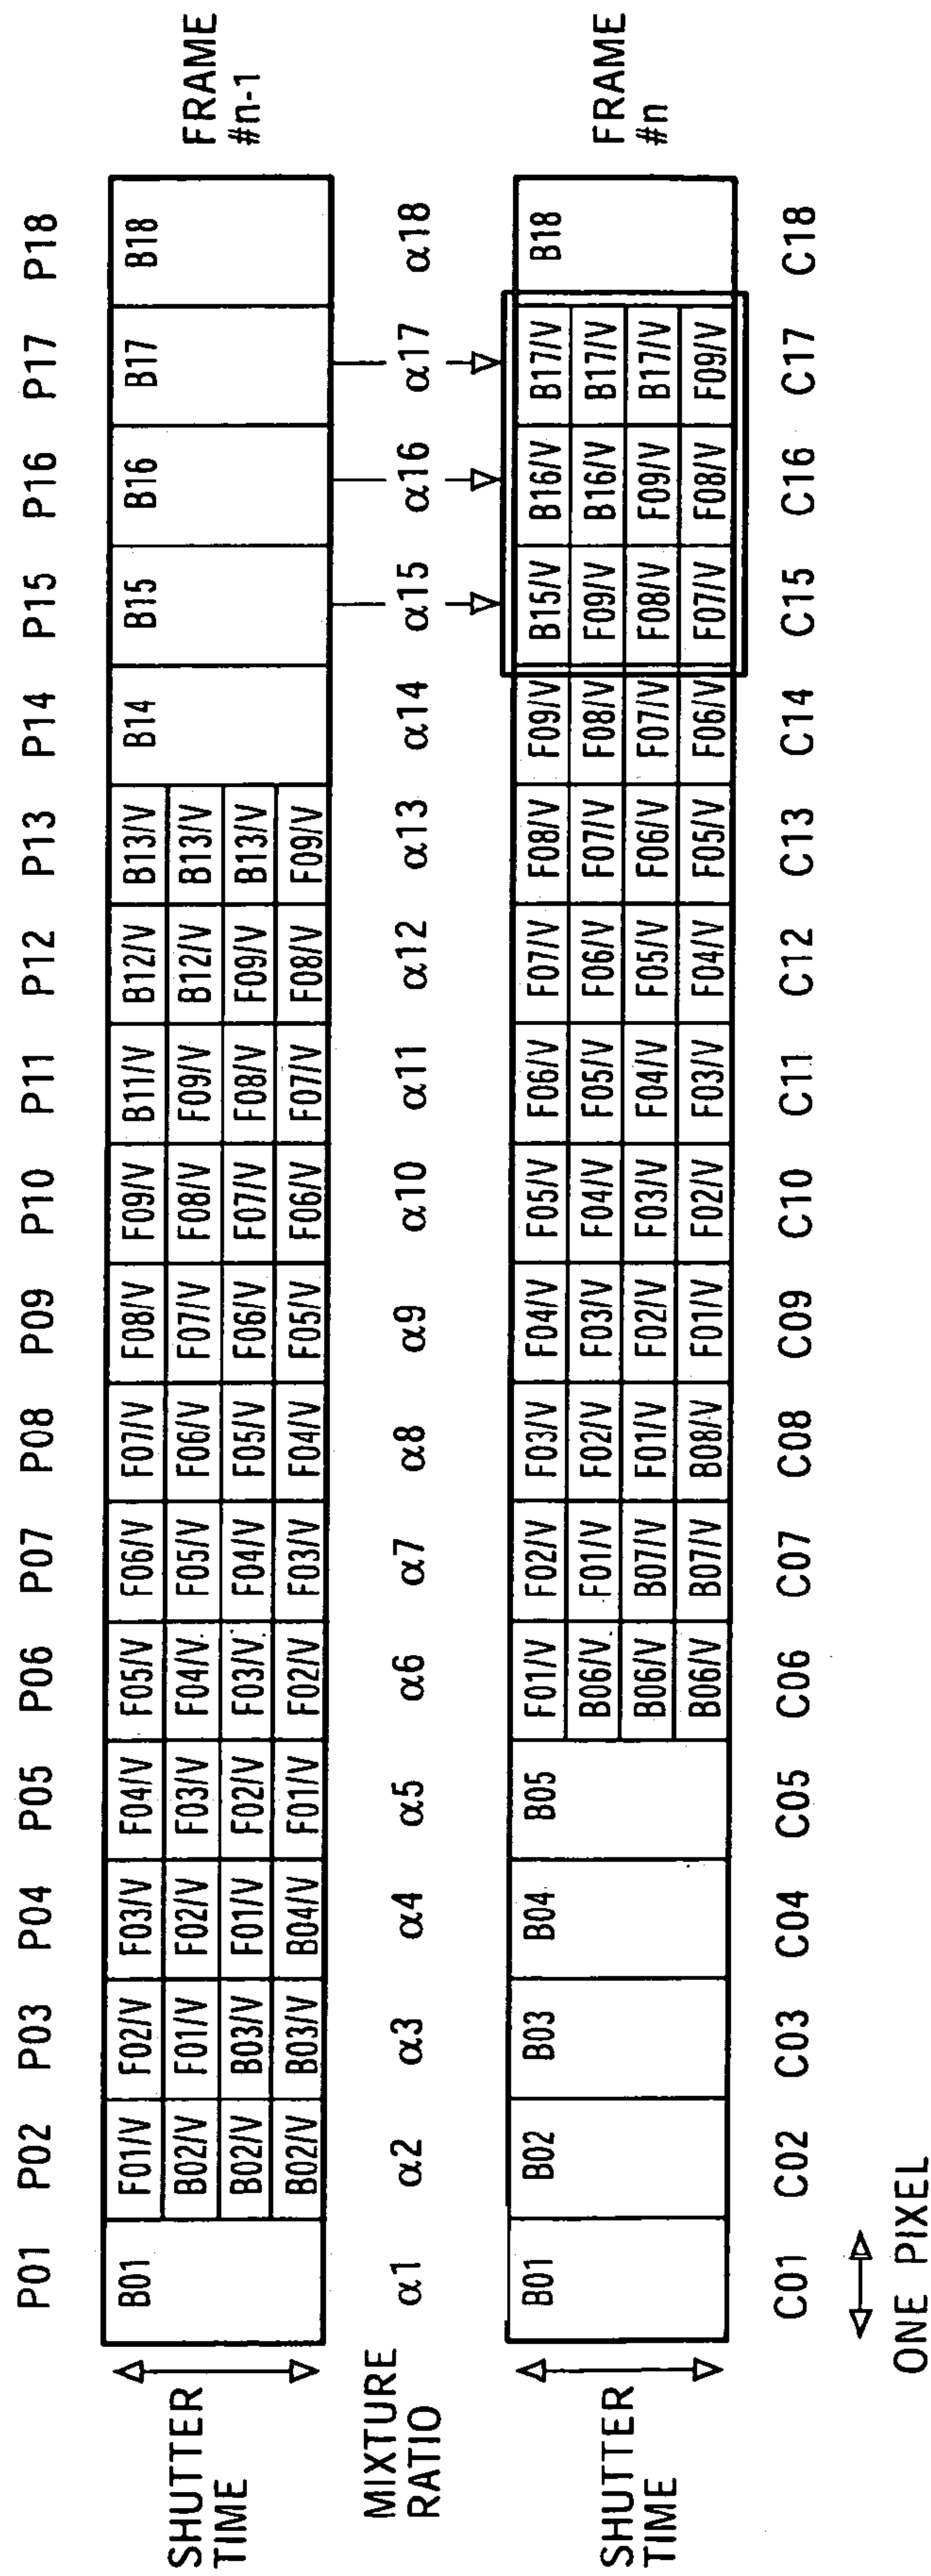 P01 P02 P03 P04 P05 P06 P07 P08 P09 P10 P11 P12 P13 P14 P15 P16 P17 P18
B01 F01/V F02/V F03/V F04/V F05/V F06/V F07/V F08/V F09/V B11/V B12/V B13/V B14 B15 B16 B17 B18
B02/V F01/V F02/V F03/V F04/V F05/V F06/V F07/V F08/V F09/V B12/V B13/V
B02/V B03/V F01/V F02/V F03/V F04/V F05/V F06/V F07/V F08/V F09/V B13/V
B02/V B03/V B04/V F01/V F02/V F03/V F04/V F05/V F06/V F07/V F08/V F09/V
SHUTTER
TIME
FRAME
#n-1
MIXTURE
RATIO
α1 α2 α3 α4 α5 α6 α7 α8 α9 α10 α11 α12 α13 α14 α15 α16 α17 α18
B01 B02 B03 B04 B05 F01/V F02/V F03/V F04/V F05/V F06/V F07/V F08/V F09/V B15/V B16/V B17/V B18
B06/V F01/V F02/V F03/V F04/V F05/V F06/V F07/V F08/V F09/V B16/V B17/V
B06/V B07/V F01/V F02/V F03/V F04/V F05/V F06/V F07/V F08/V F09/V B17/V
B06/V B07/V B08/V F01/V F02/V F03/V F04/V F05/V F06/V F07/V F08/V F09/V
SHUTTER
TIME
FRAME
#n
C01 C02 C03 C04 C05 C06 C07 C08 C09 C10 C11 C12 C13 C14 C15 C16 C17 C18
ONE PIXEL